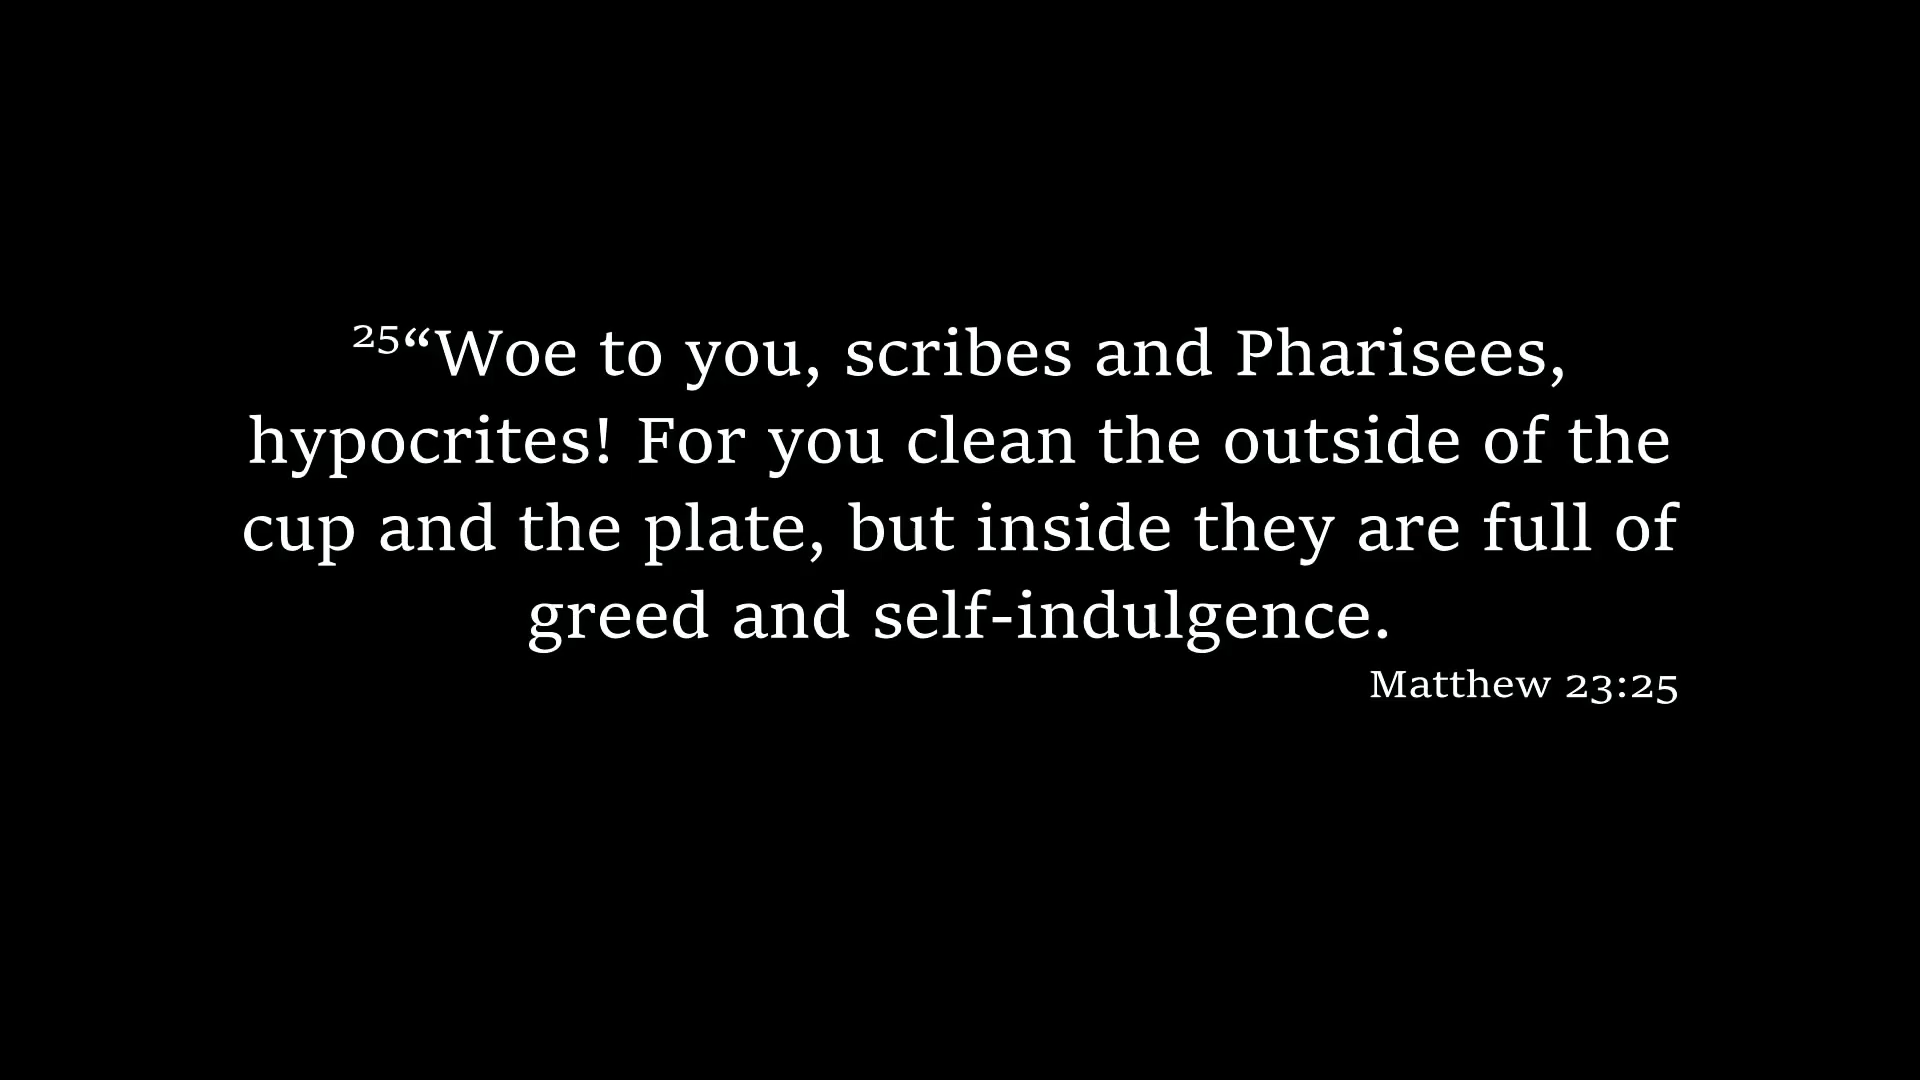 ²⁵“Woe to you, scribes and Pharisees,
hypocrites! For you clean the outside of the
cup and the plate, but inside they are full of
greed and self-indulgence.
Matthew 23:25